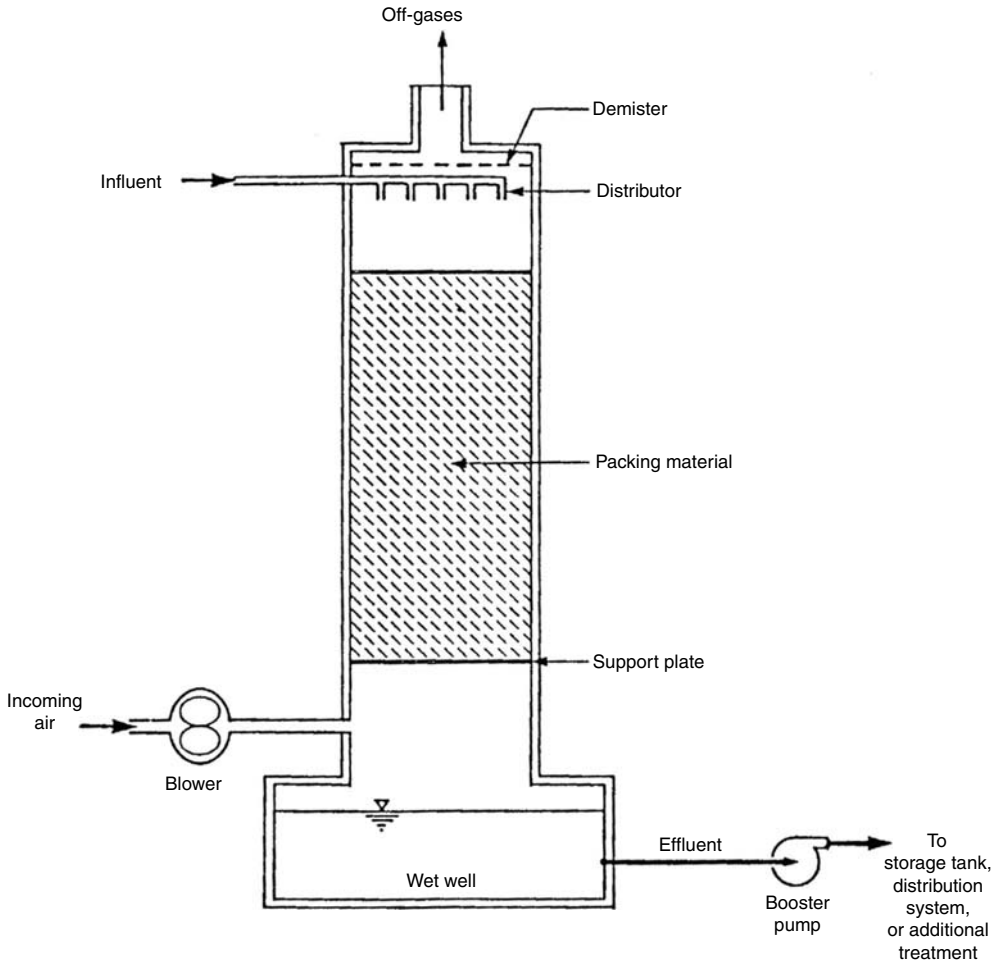 Off-gases
Demister
Influent
Distributor
Packing material
Support plate
Incoming
air
Blower
Effluent
Wet well
Booster
pump
To
storage tank,
distribution
system,
or additional
treatment